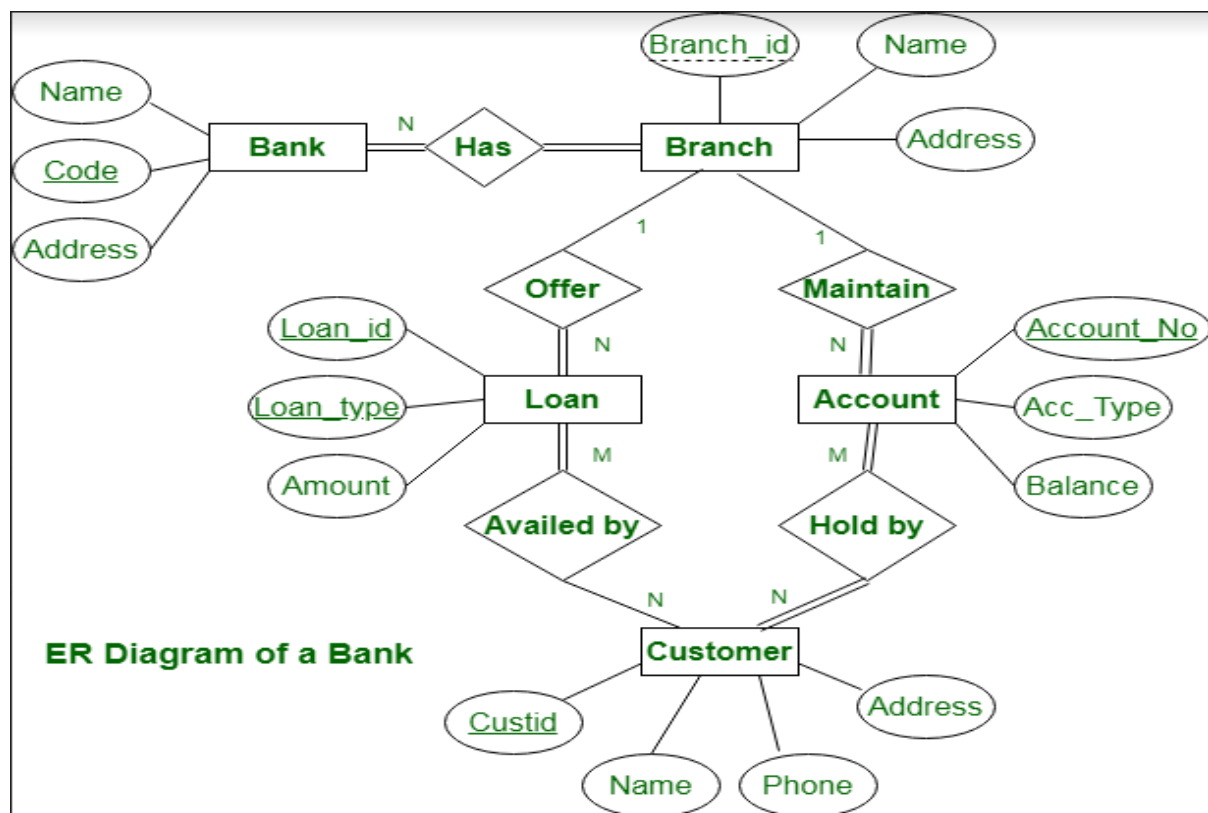 Branch_id
Name
Name
N
Bank
Has
Branch
Address
Code
Address
1
1
Offer
Maintain
Loan_id
N
N
Account_No
Loan
Account
Loan_type
Acc_Type
M
M
Amount
Balance
Availed by
Hold by
N
N
ER Diagram of a Bank
Customer
Custid
Address
Name
Phone